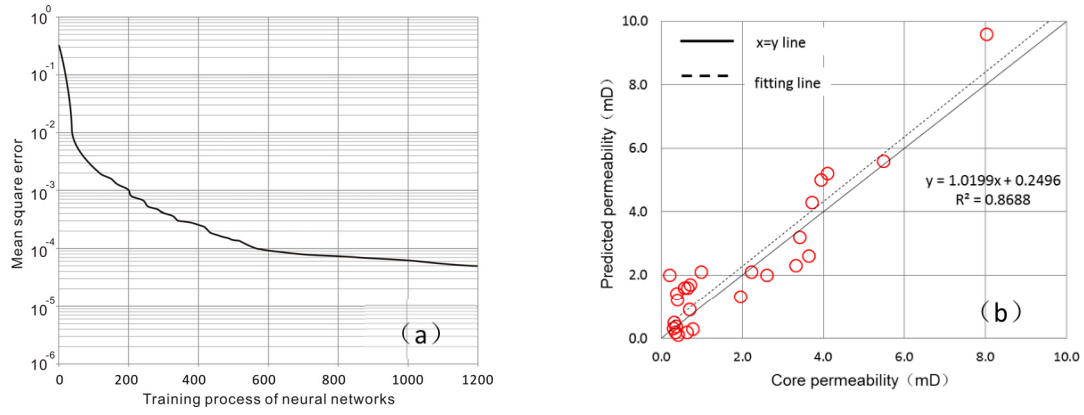 10^0
10^-1
10^-2
10^-3
10^-4
10^-5
10^-6
Mean square error
0 200 400 600 800 1000 1200
Training process of neural networks
(a)
10.0
8.0
6.0
4.0
2.0
0.0
Predicted permeability (mD)
x=y line
fitting line
y = 1.0199x + 0.2496
R² = 0.8688
(b)
0.0 2.0 4.0 6.0 8.0 10.0
Core permeability (mD)